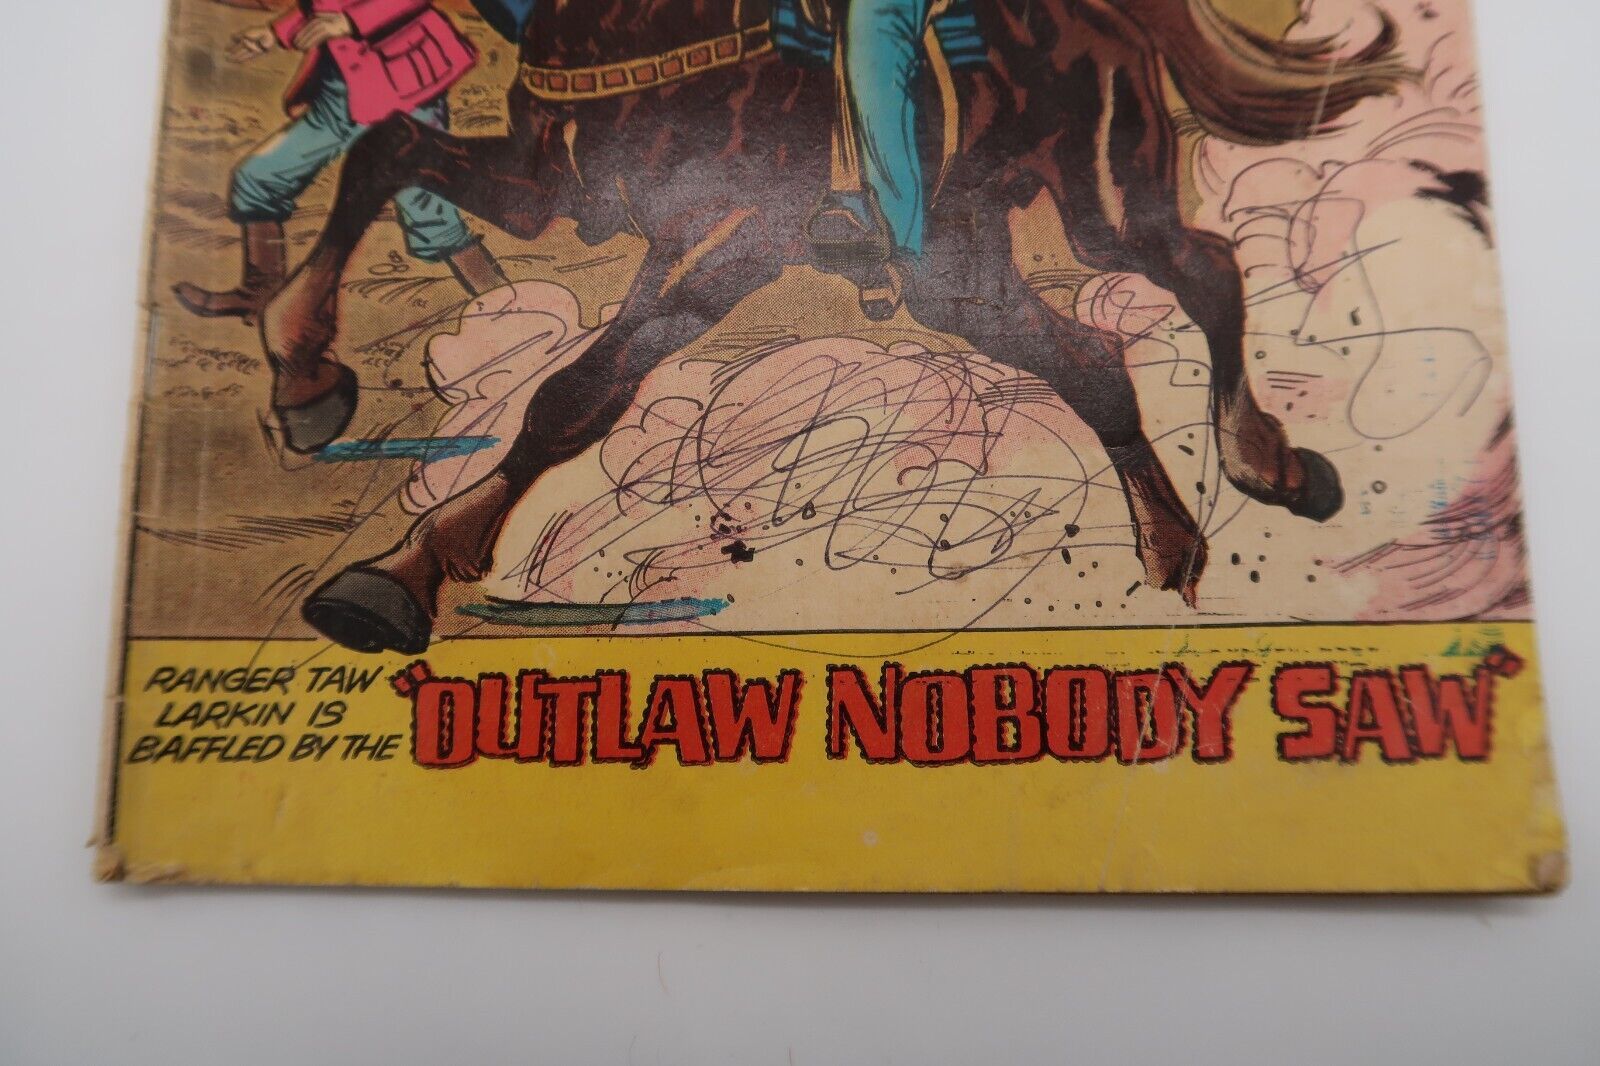 RANGER TAW
LARKIN IS
BAFFLED BY THE
"OUTLAW NOBODY SAW"